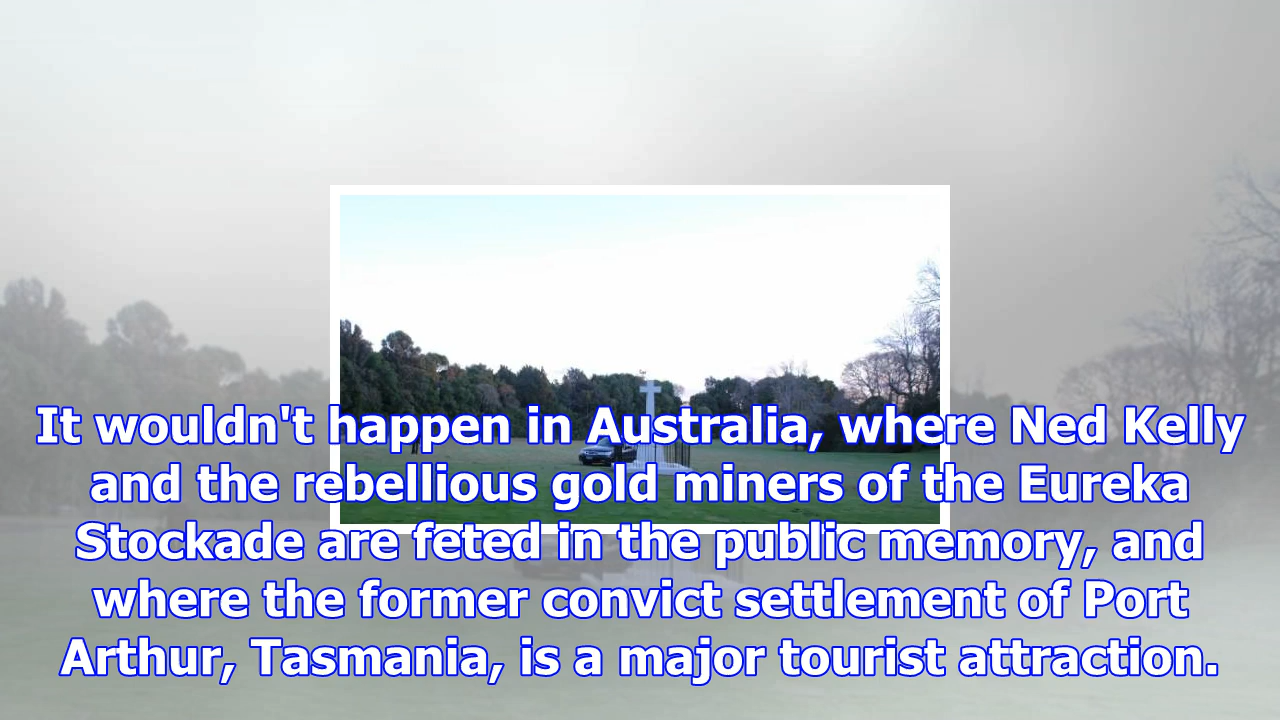 It wouldn't happen in Australia, where Ned Kelly
and the rebellious gold miners of the Eureka
Stockade are feted in the public memory, and
where the former convict settlement of Port
Arthur, Tasmania, is a major tourist attraction.